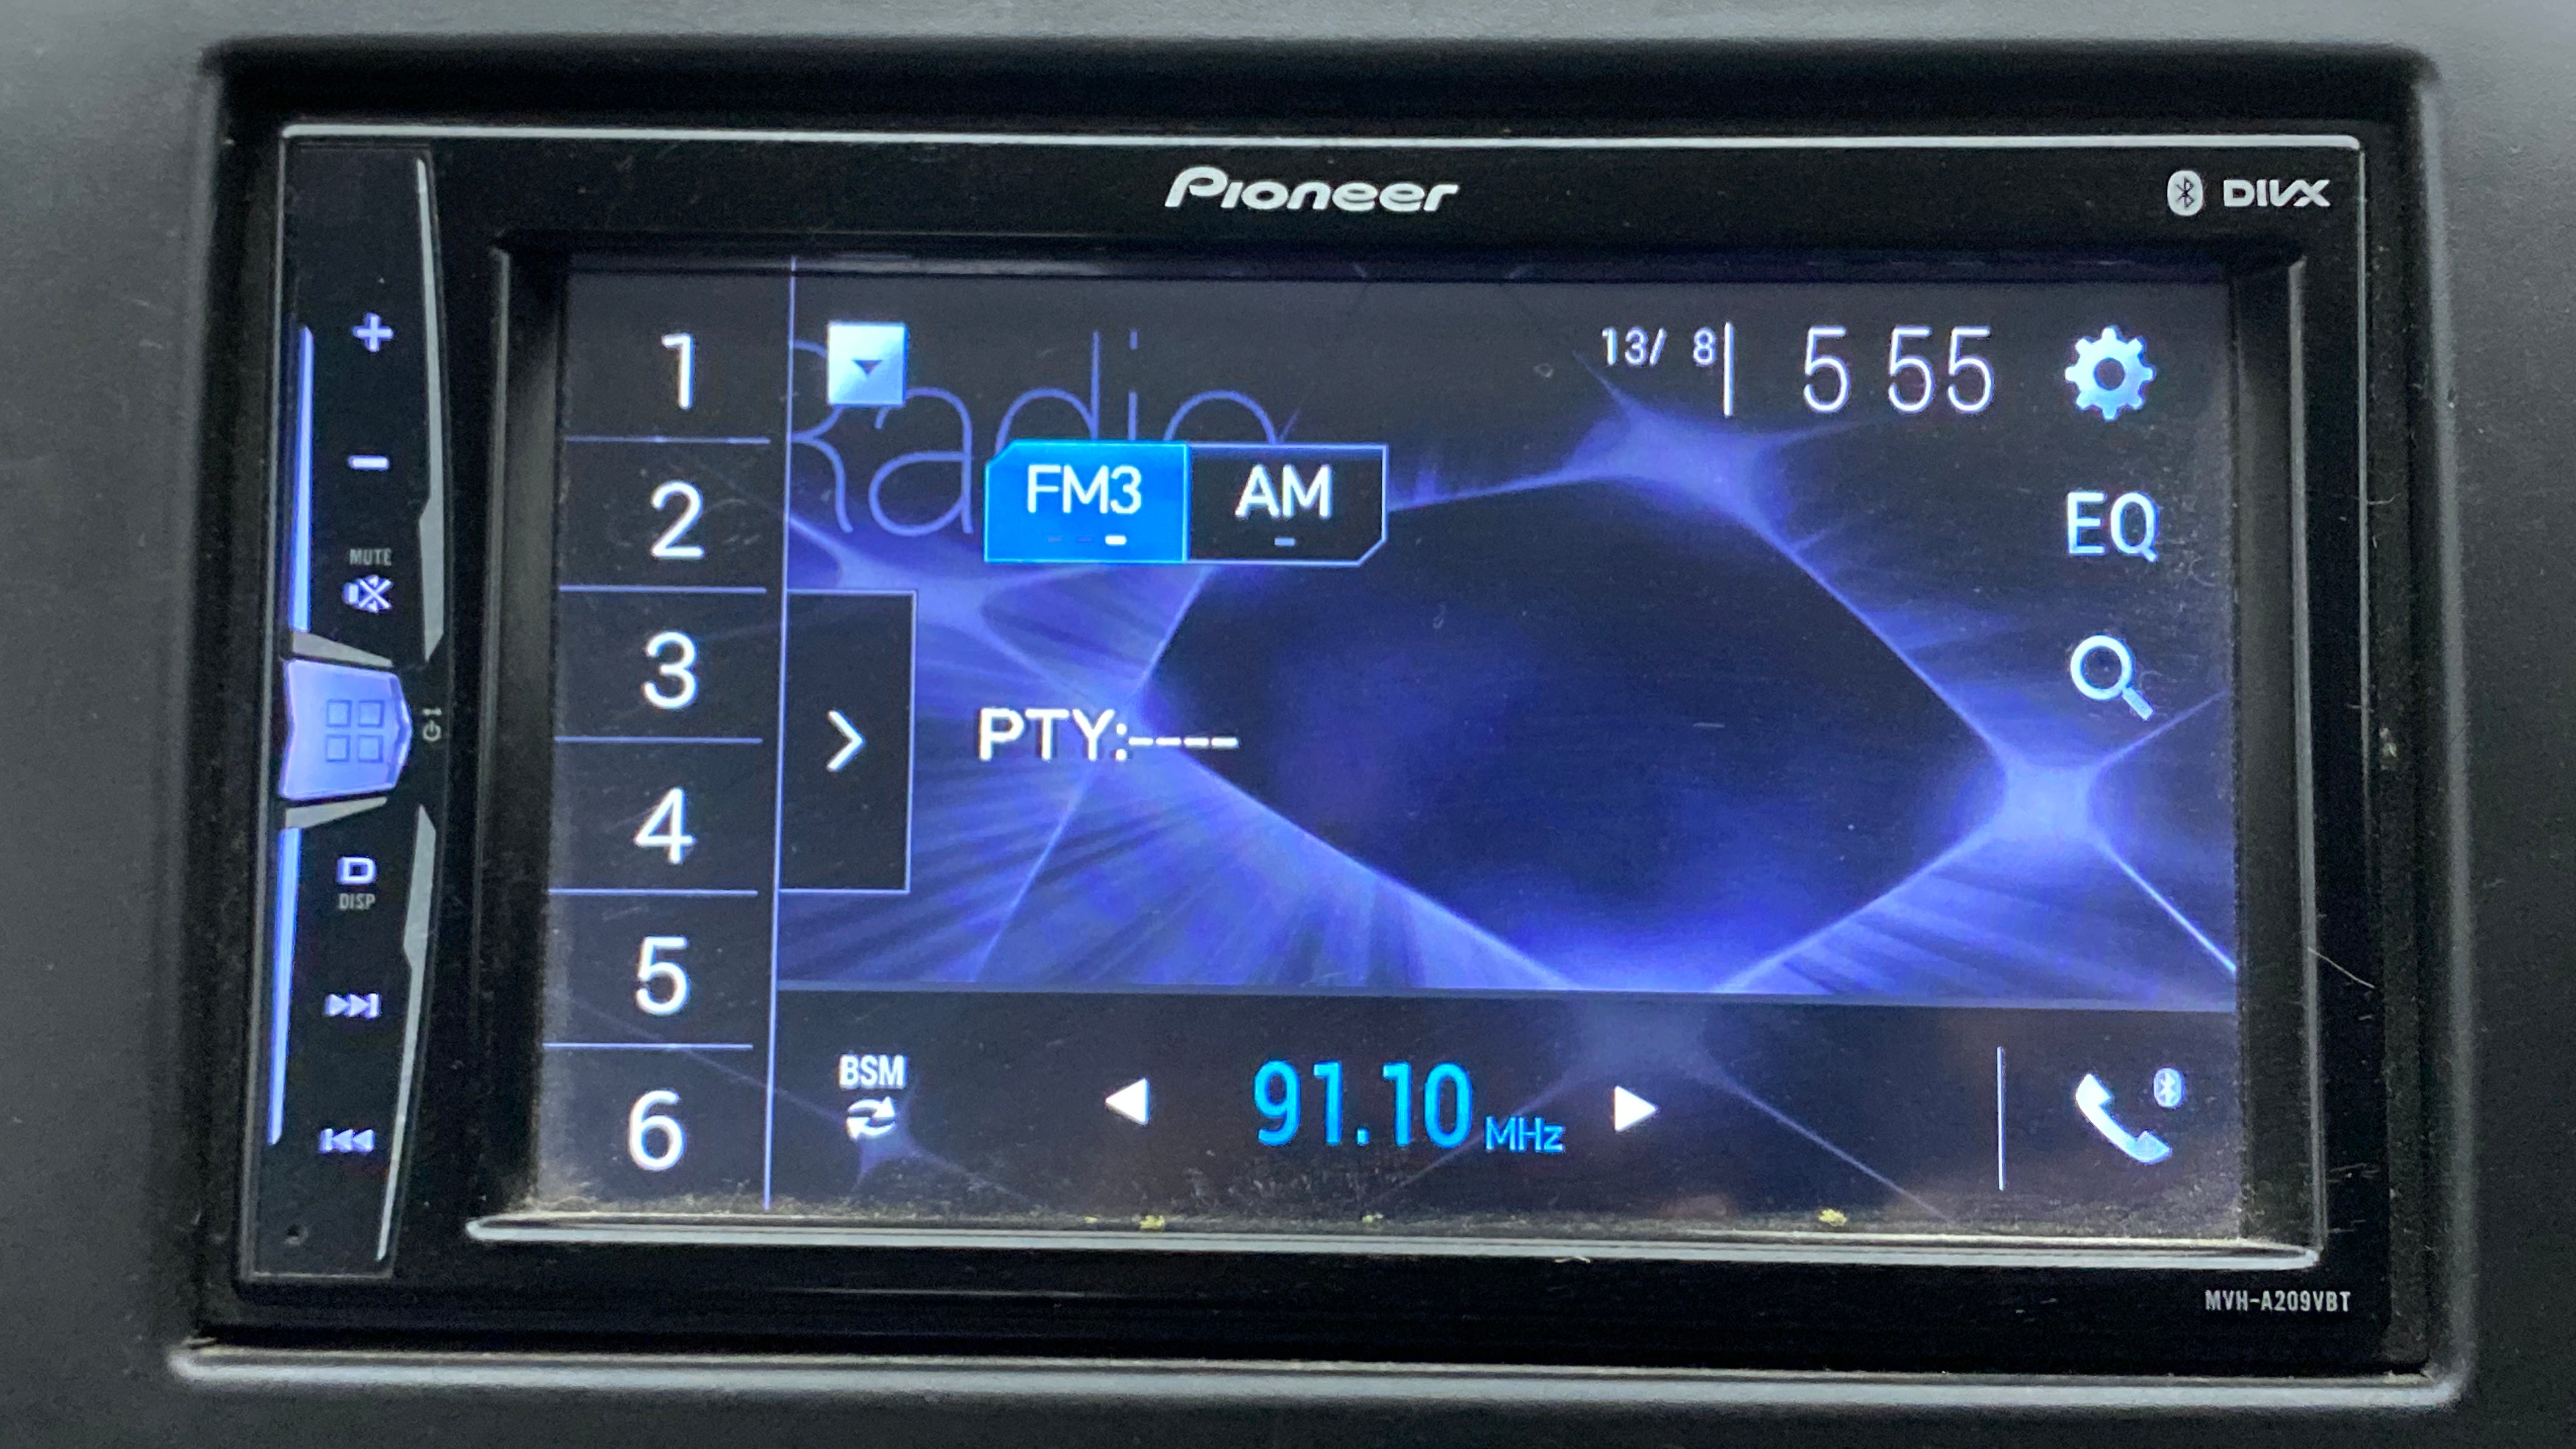 Pioneer
DIVX
MUTE
DISP
1
2
3
4
5
6
Radio
13/ 8
5 55
FM3
AM
EQ
PTY:----
BSM
91.10 MHz
MVH-A209VBT